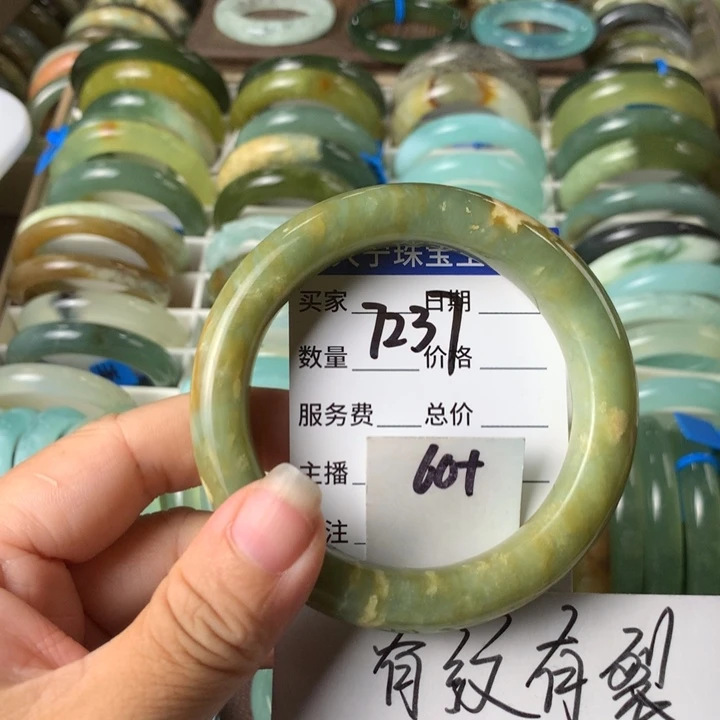 宁珠宝
买家 日期
7237
数量 价格
服务费 总价
主播
60+
注
有纹有裂